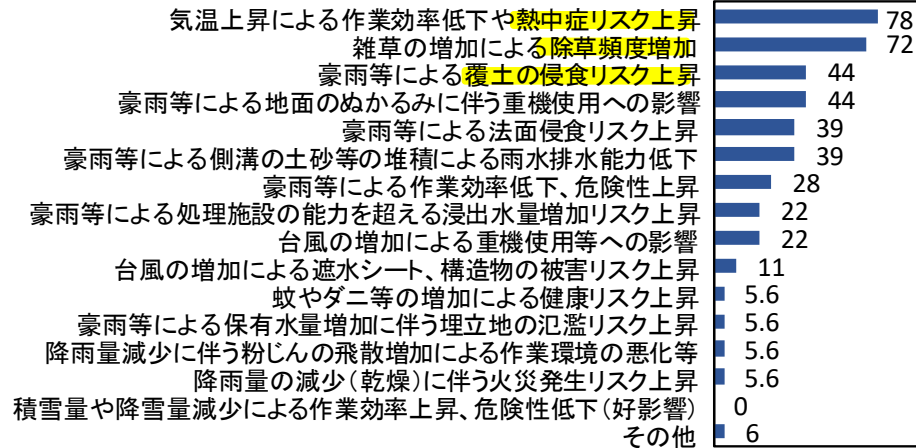 気温上昇による作業効率低下や熱中症リスク上昇 78
雑草の増加による除草頻度増加 72
豪雨等による覆土の侵食リスク上昇 44
豪雨等による地面のぬかるみに伴う重機使用への影響 44
豪雨等による法面侵食リスク上昇 39
豪雨等による側溝の土砂等の堆積による雨水排水能力低下 39
豪雨等による作業効率低下、危険性上昇 28
豪雨等による処理施設の能力を超える浸出水量増加リスク上昇 22
台風の増加による重機使用等への影響 22
台風の増加による遮水シート、構造物の被害リスク上昇 11
蚊やダニ等の増加による健康リスク上昇 5.6
豪雨等による保有水量増加に伴う埋立地の氾濫リスク上昇 5.6
降雨量減少に伴う粉じんの飛散増加による作業環境の悪化等 5.6
降雨量の減少(乾燥)に伴う火災発生リスク上昇 5.6
積雪量や降雪量減少による作業効率上昇、危険性低下(好影響) 0
その他 6